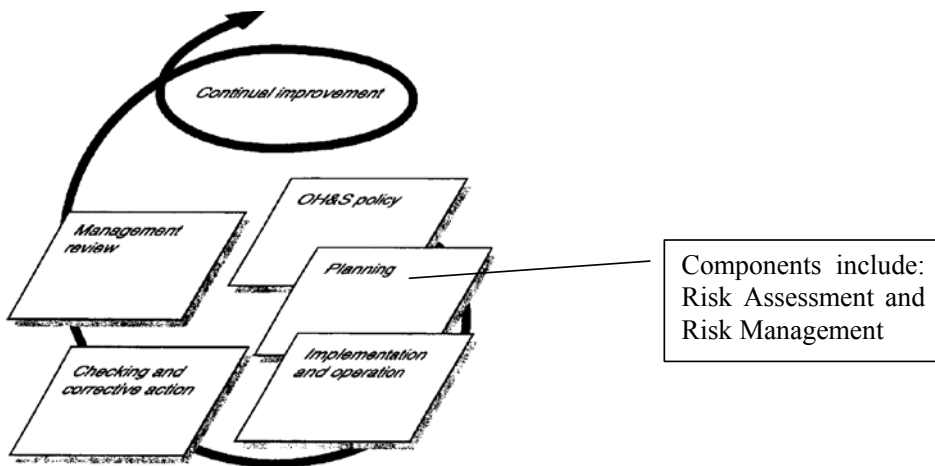 Continual improvement
OH&S policy
Management
review
Planning
Components include:
Risk Assessment and
Risk Management
Implementation
and operation
Checking and
corrective action